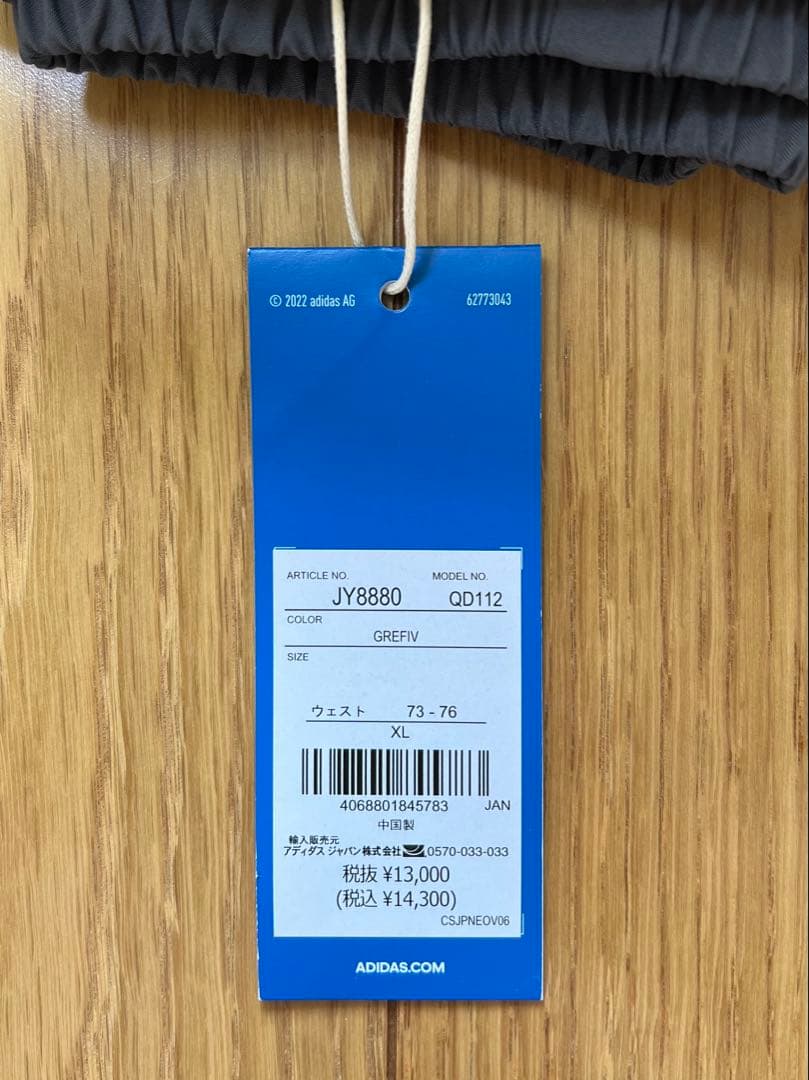 © 2022 adidas AG 62773043
ARTICLE NO. MODEL NO.
JY8880 QD112
COLOR
GREFIV
SIZE
ウェスト 73 - 76
XL
4068801845783 JAN
中国製
輸入販売元
アディダス ジャパン株式会社 0570-033-033
税抜 ¥13,000
(税込 ¥14,300)
CSJPNEOV06
ADIDAS.COM